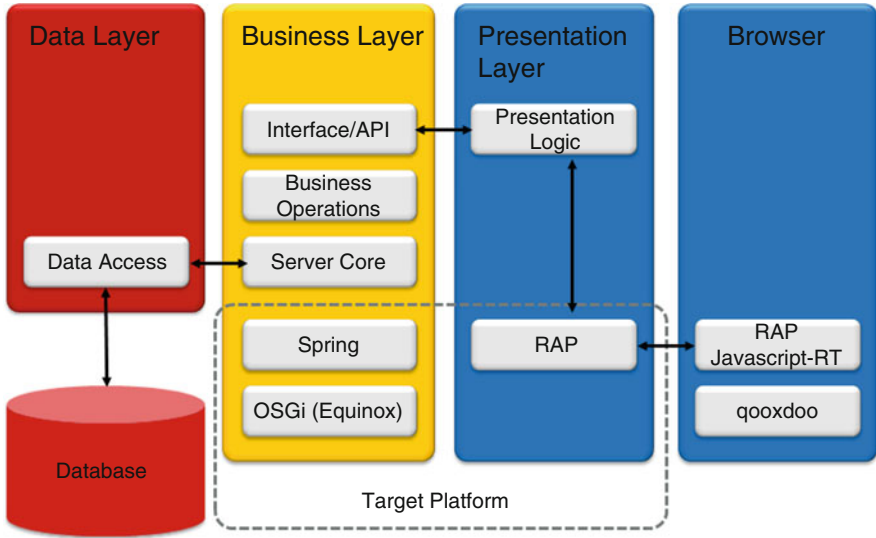 Data Layer
Business Layer
Presentation
Layer
Browser
Interface/API
Presentation
Logic
Business
Operations
Data Access
Server Core
Spring
RAP
RAP
Javascript-RT
OSGi (Equinox)
qooxdoo
Database
Target Platform